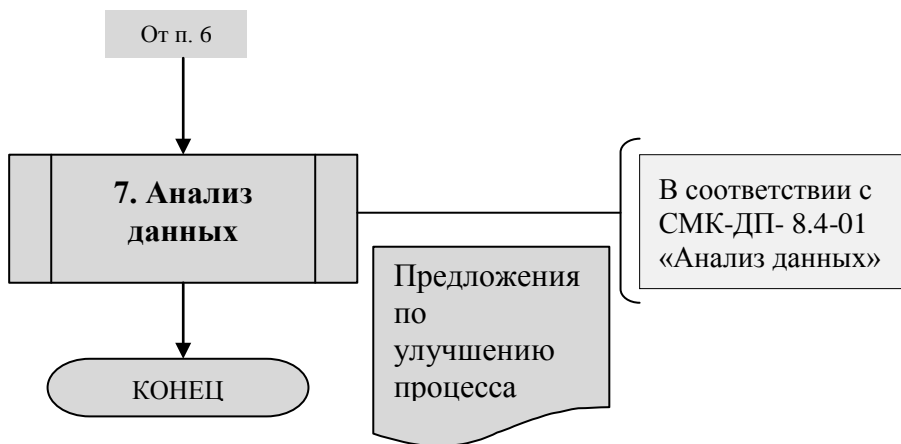 От п. 6
7. Анализ
данных
В соответствии с
СМК-ДП- 8.4-01
«Анализ данных»
Предложения
по
улучшению
процесса
КОНЕЦ